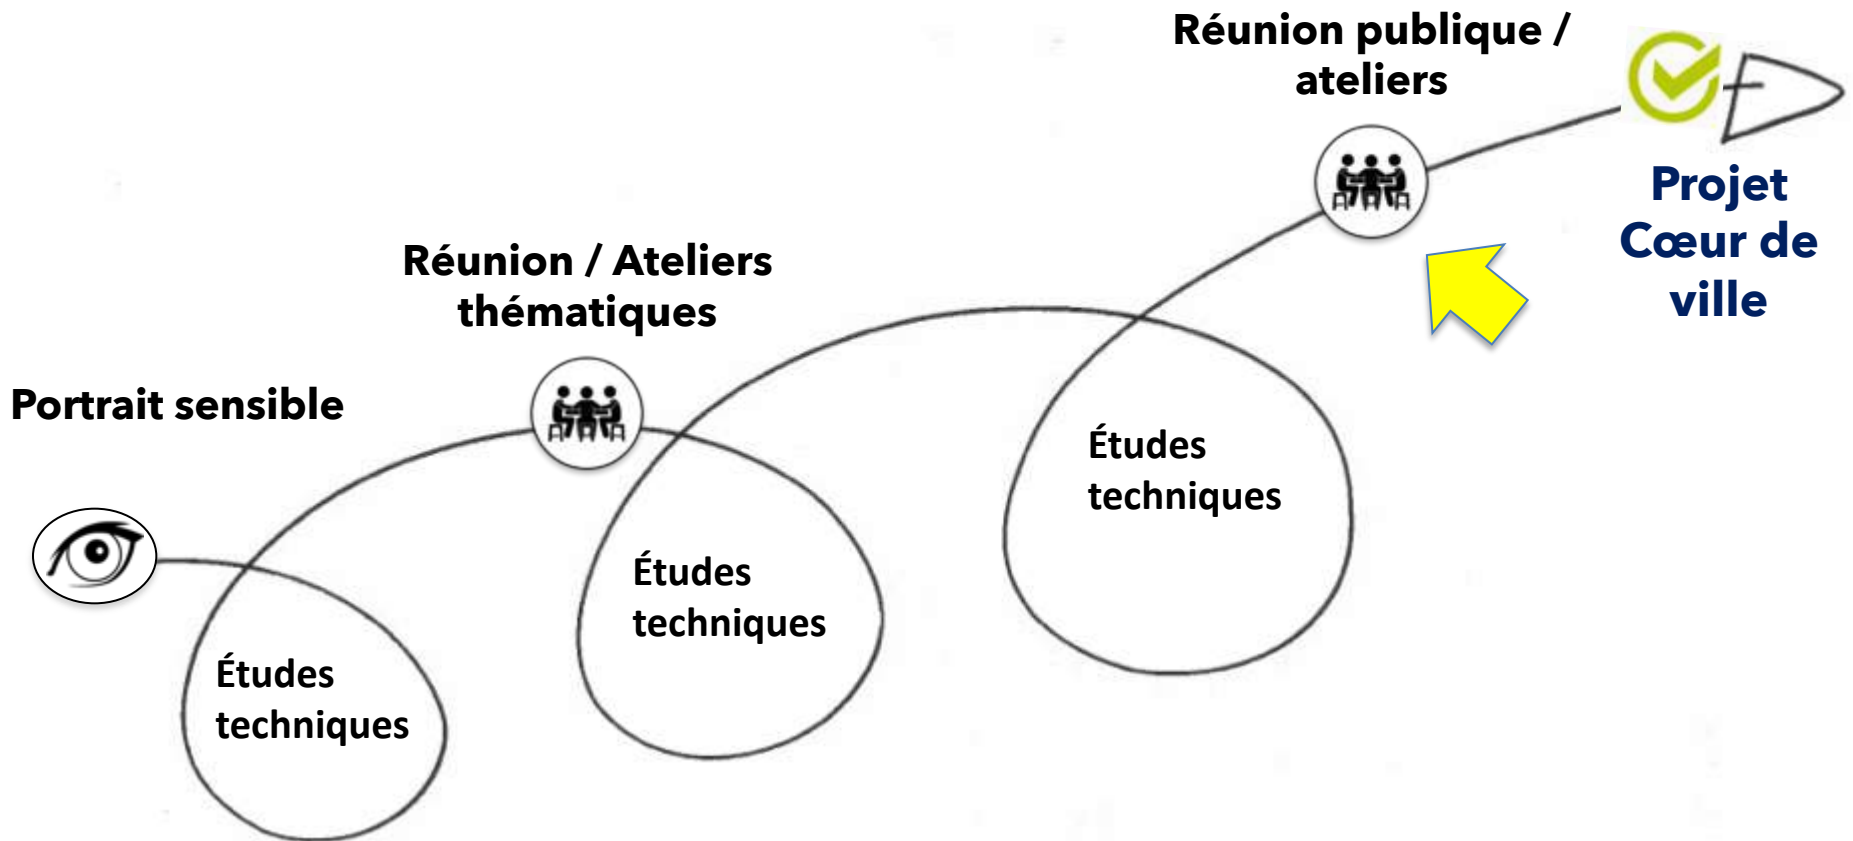 Réunion publique /
ateliers
Projet
Cœur de
ville
Réunion / Ateliers
thématiques
Portrait sensible
Études
techniques
Études
techniques
Études
techniques